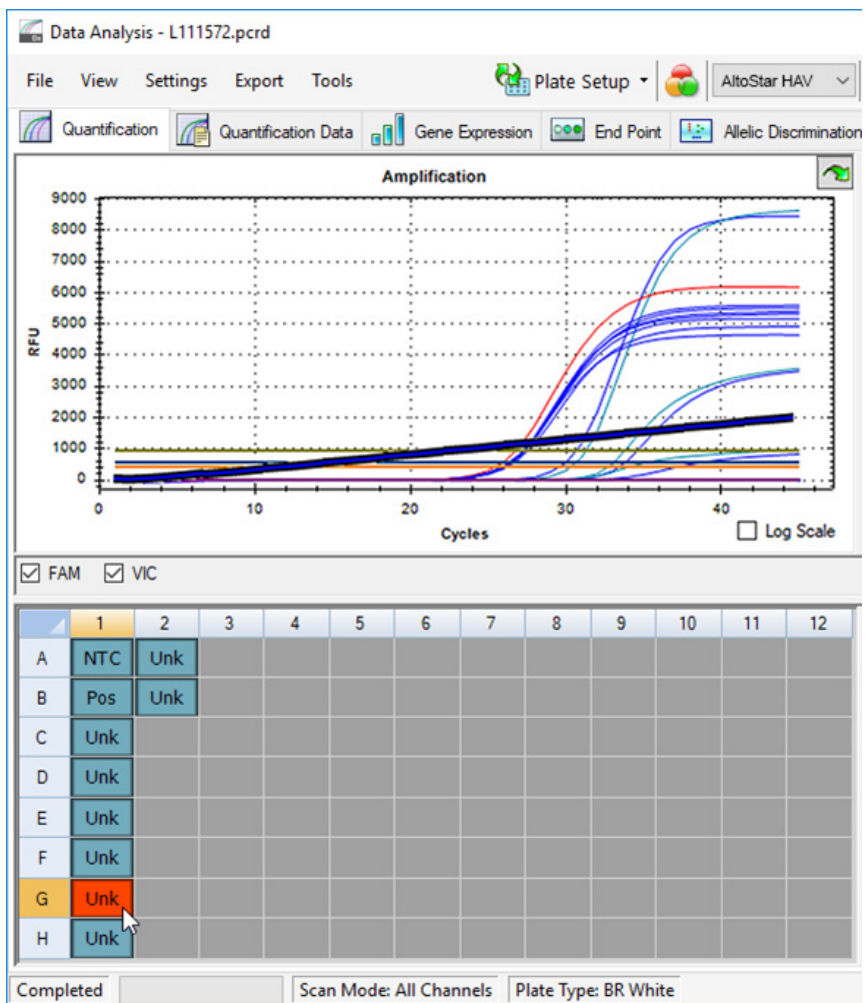 Data Analysis - L111572.pcrd
File View Settings Export Tools Plate Setup AltoStar HAV
Quantification Quantification Data Gene Expression End Point Allelic Discrimination
Amplification
9000
8000
7000
6000
5000
4000
3000
2000
1000
0
RFU
0 10 20 30 40
Cycles
Log Scale
FAM VIC
1 2 3 4 5 6 7 8 9 10 11 12
A NTC Unk
B Pos Unk
C Unk
D Unk
E Unk
F Unk
G Unk
H Unk
Completed Scan Mode: All Channels Plate Type: BR White